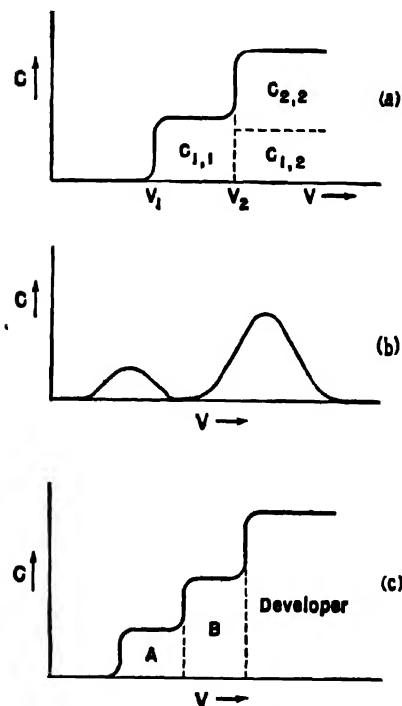 C
(a)
C₂,₂
C₁,₁
C₁,₂
V₁
V₂
V
C
(b)
V
C
(c)
Developer
B
A
V